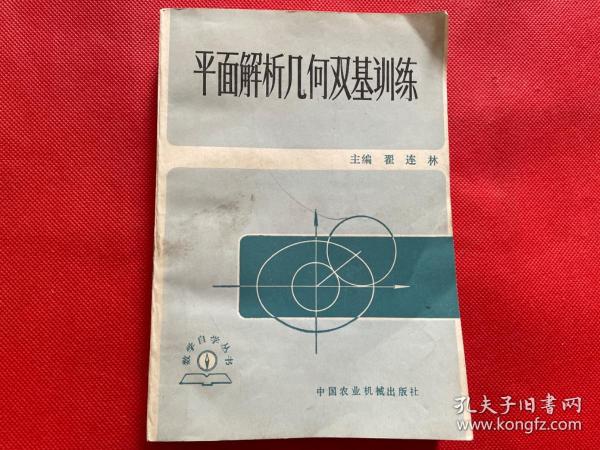 平面解析几何双基训练
主编 翟连林
数学自学丛书
中国农业机械出版社
孔夫子旧书网
www.kongfz.com